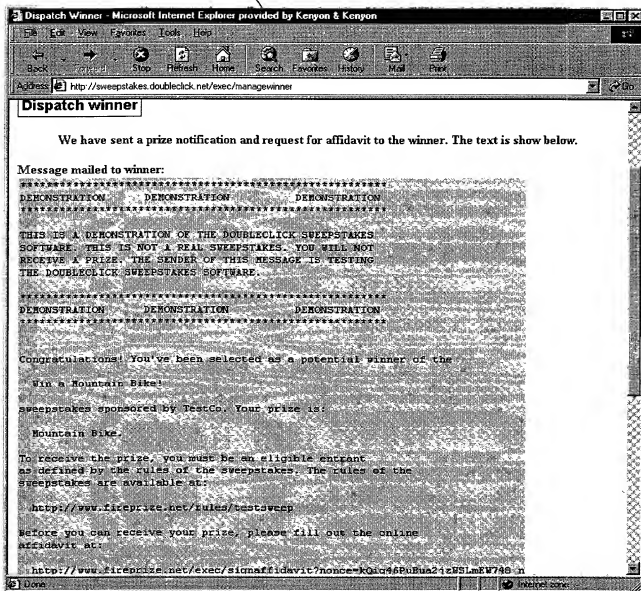 Dispatch Winner - Microsoft Internet Explorer provided by Kenyon & Kenyon
File Edit View Favorites Tools Help
Back Forward Stop Refresh Home Search Favorites History Mail Print
Address http://sweepstakes.doubleclick.net/exec/managewinner Go
Dispatch winner
We have sent a prize notification and request for affidavit to the winner. The text is show below.
Message mailed to winner:
****************************************************
DEMONSTRATION DEMONSTRATION DEMONSTRATION
****************************************************
THIS IS A DEMONSTRATION OF THE DOUBLECLICK SWEEPSTAKES
SOFTWARE. THIS IS NOT A REAL SWEEPSTAKES. YOU WILL NOT
RECEIVE A PRIZE. THE SENDER OF THIS MESSAGE IS TESTING
THE DOUBLECLICK SWEEPSTAKES SOFTWARE.
****************************************************
DEMONSTRATION DEMONSTRATION DEMONSTRATION
****************************************************
Congratulations! You've been selected as a potential winner of the
Win a Mountain Bike!
sweepstakes sponsored by TestCo. Your prize is:
Mountain Bike.
To receive the prize, you must be an eligible entrant
as defined by the rules of the sweepstakes. The rules of the
sweepstakes are available at:
http://www.fireprize.net/rules/testsweep
Before you can receive your prize, please fill out the online
affidavit at:
Done Internet zone